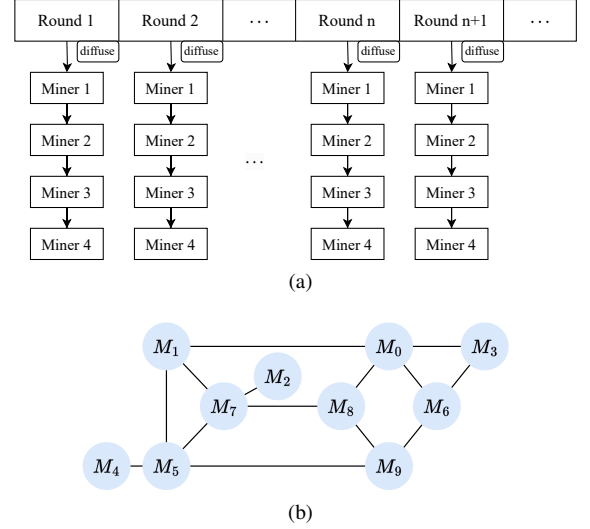 Round 1 Round 2 ... Round n Round n+1 ...
diffuse diffuse diffuse diffuse
Miner 1 Miner 1 Miner 1 Miner 1
Miner 2 Miner 2 Miner 2 Miner 2
...
Miner 3 Miner 3 Miner 3 Miner 3
Miner 4 Miner 4 Miner 4 Miner 4
(a)
M1 M0 M3
M2
M7 M8 M6
M4 M5 M9
(b)